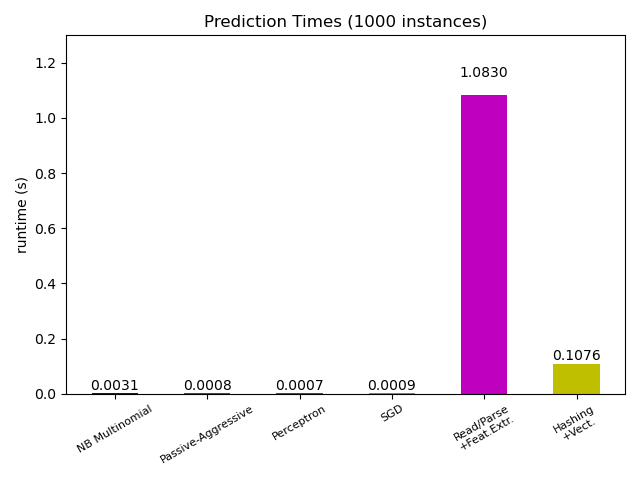 Prediction Times (1000 instances)
runtime (s)
1.2
1.0
0.8
0.6
0.4
0.2
0.0
0.0031
0.0008
0.0007
0.0009
1.0830
0.1076
NB Multinomial
Passive-Aggressive
Perceptron
SGD
Read/Parse
+Feat.Extr.
Hashing
+Vect.